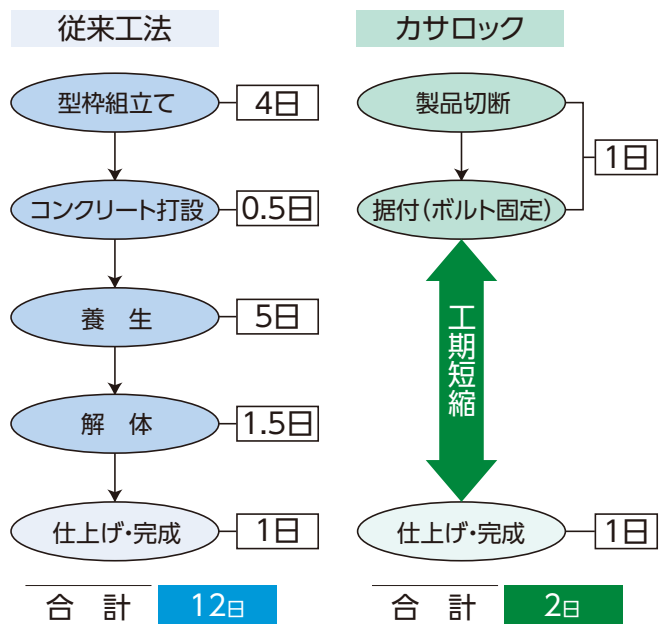 従来工法
型枠組立て
4日
コンクリート打設
0.5日
養 生
5日
解 体
1.5日
仕上げ・完成
1日
合 計
12日
カサロック
製品切断
据付(ボルト固定)
1日
工期短縮
仕上げ・完成
1日
合 計
2日